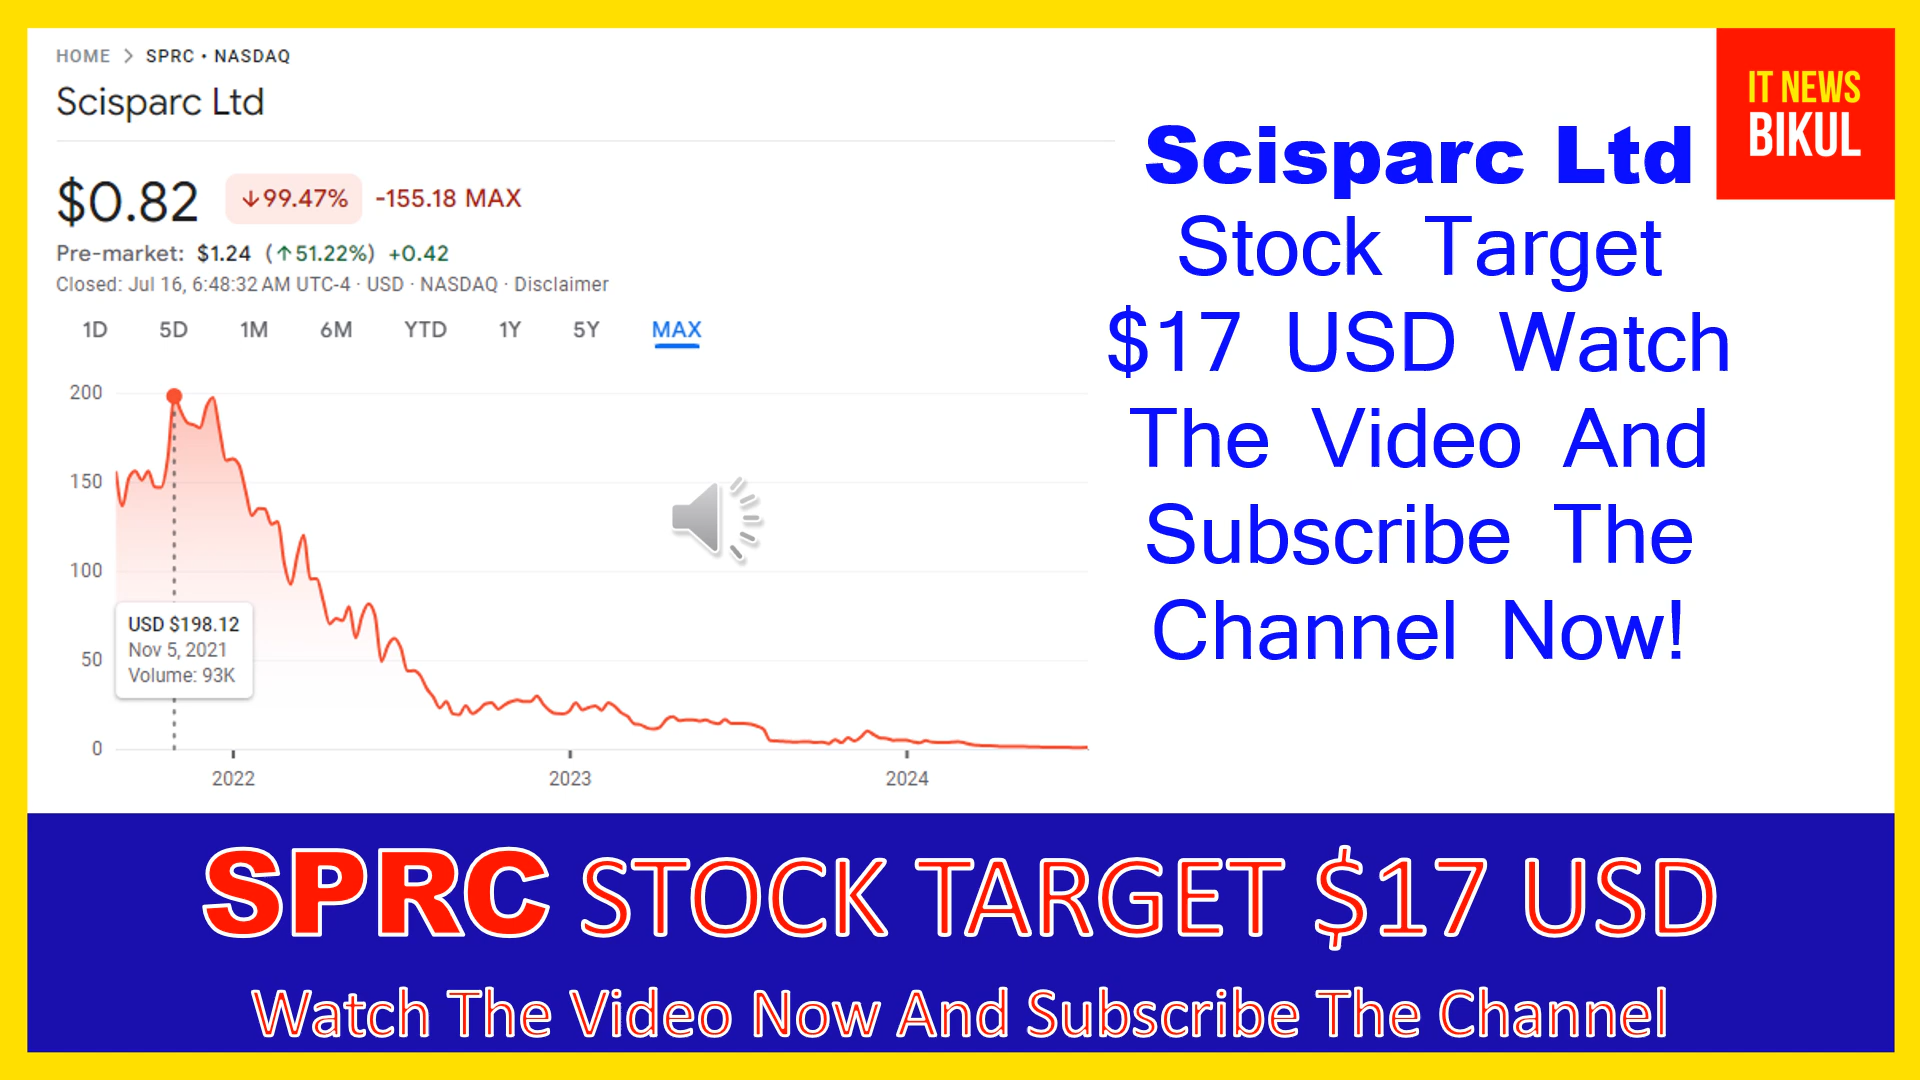 HOME > SPRC • NASDAQ
Scisparc Ltd
$0.82 ↓99.47% -155.18 MAX
Pre-market: $1.24 (↑51.22%) +0.42
Closed: Jul 16, 6:48:32 AM UTC-4 · USD · NASDAQ · Disclaimer
1D 5D 1M 6M YTD 1Y 5Y MAX
200
150
100
50
0
USD $198.12
Nov 5, 2021
Volume: 93K
2022 2023 2024
IT NEWS
BIKUL
Scisparc Ltd
Stock Target
$17 USD Watch
The Video And
Subscribe The
Channel Now!
SPRC STOCK TARGET $17 USD
Watch The Video Now And Subscribe The Channel